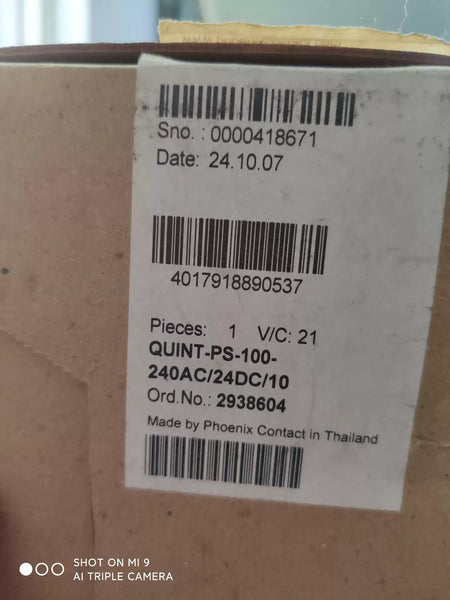 Sno. : 0000418671
Date: 24.10.07
4017918890537
Pieces: 1 V/C: 21
QUINT-PS-100-
240AC/24DC/10
Ord.No.: 2938604
Made by Phoenix Contact in Thailand
SHOT ON MI 9
AI TRIPLE CAMERA